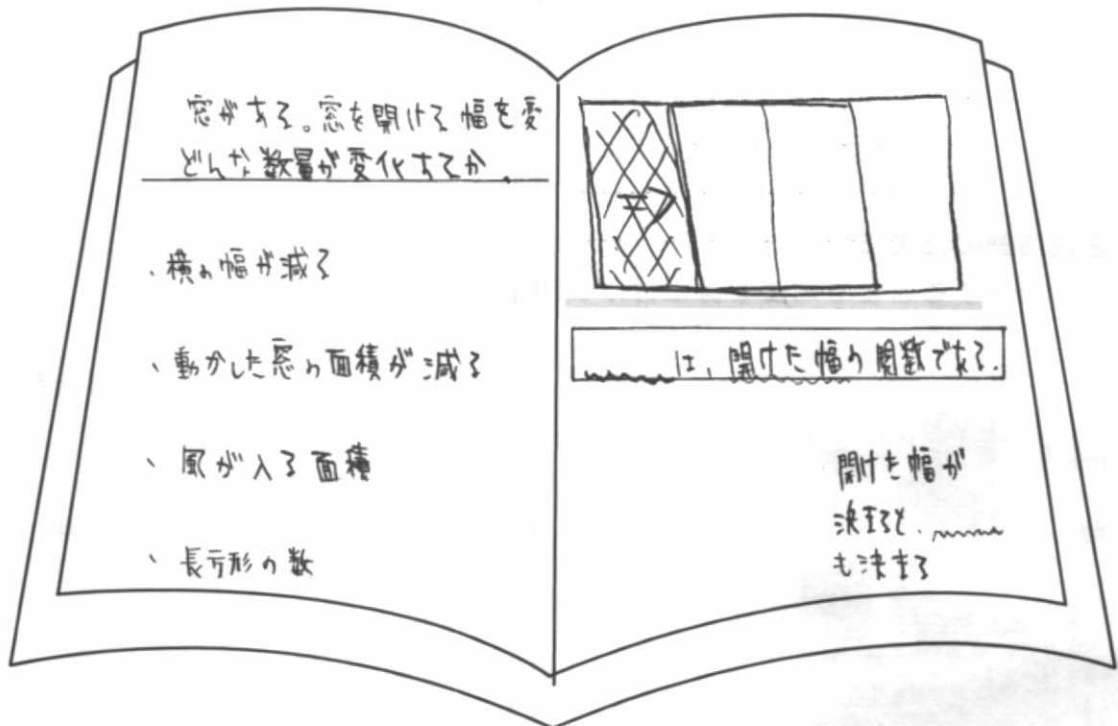 窓がある。窓を開ける幅を変
どんな数量が変化するか。
、横の幅が減る
、動かした窓の面積が減る
、風が入る面積
、長方形の数
は、開けた幅の関数である.
開けた幅が
決まると、
も決まる